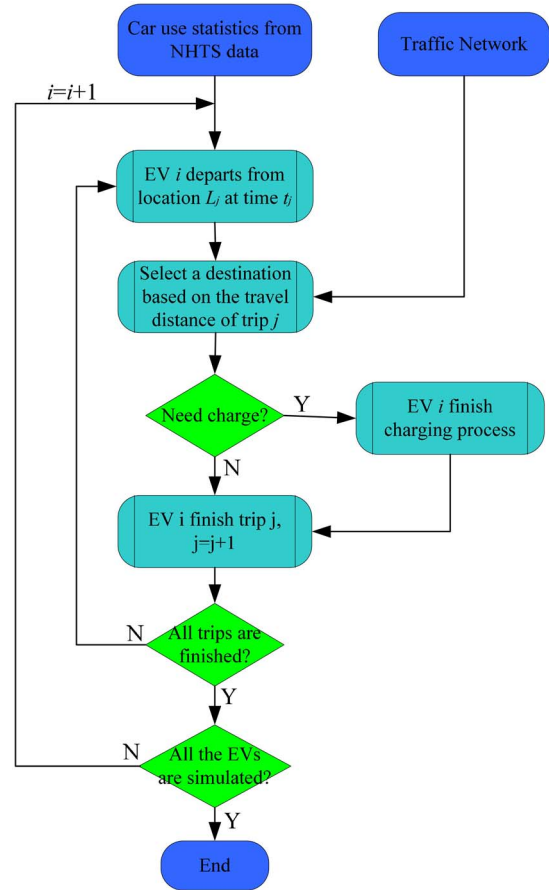 Car use statistics from
NHTS data
Traffic Network
i=i+1
EV i departs from
location Lj at time tj
Select a destination
based on the travel
distance of trip j
Need charge?
Y
EV i finish
charging process
N
EV i finish trip j,
j=j+1
All trips are
finished?
N
Y
All the EVs
are simulated?
N
Y
End